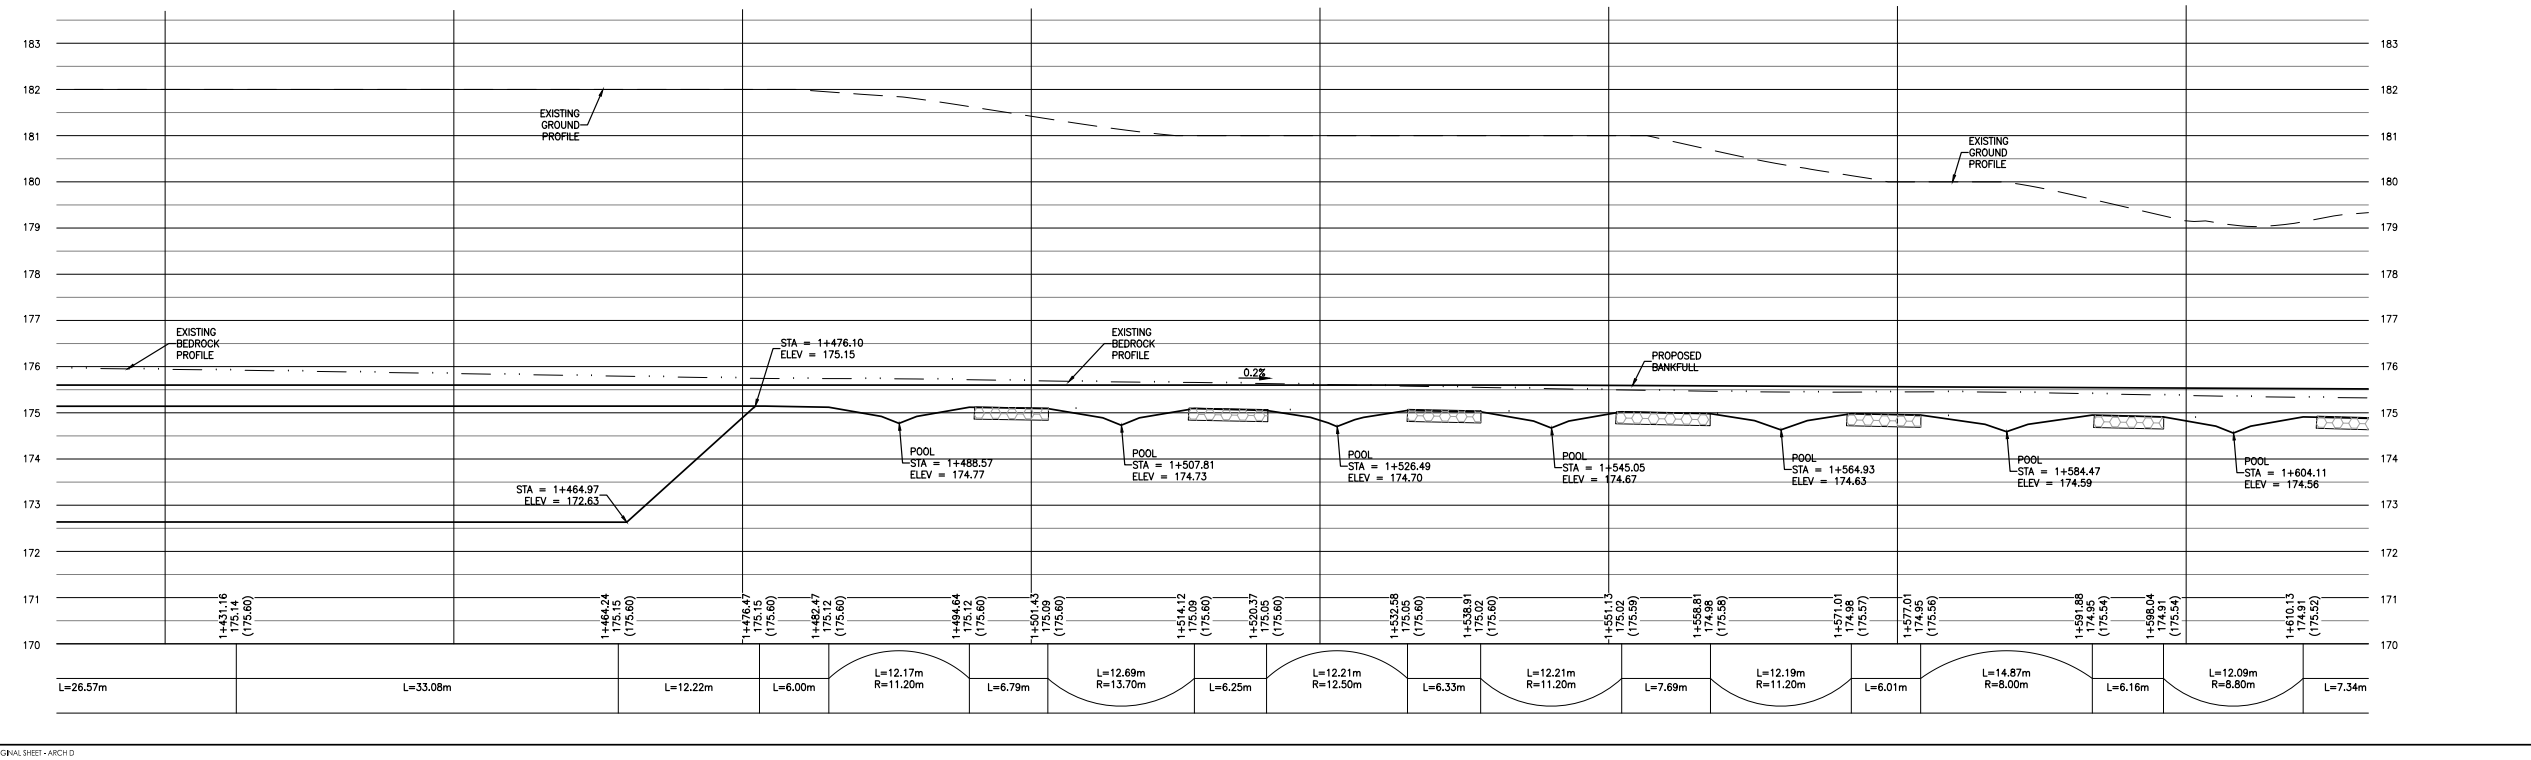 183
183
182
182
EXISTING
GROUND
PROFILE
181
181
EXISTING
GROUND
PROFILE
180
180
179
179
178
178
177
177
EXISTING
BEDROCK
PROFILE
STA = 1+476.10
ELEV = 175.15
EXISTING
BEDROCK
PROFILE
PROPOSED
BANKFULL
0.2%
176
176
175
175
174
174
POOL
STA = 1+488.57
ELEV = 174.77
POOL
STA = 1+507.81
ELEV = 174.73
POOL
STA = 1+526.49
ELEV = 174.70
POOL
STA = 1+545.05
ELEV = 174.67
POOL
STA = 1+564.93
ELEV = 174.63
POOL
STA = 1+584.47
ELEV = 174.59
POOL
STA = 1+604.11
ELEV = 174.56
STA = 1+464.97
ELEV = 172.63
173
173
172
172
171
171
170
170
1+431.16
175.14
(175.60)
1+464.24
175.15
(175.60)
1+476.47
175.15
(175.60)
1+482.47
175.12
(175.60)
1+494.64
175.12
(175.60)
1+501.43
175.09
(175.60)
1+514.12
175.09
(175.60)
1+520.37
175.05
(175.60)
1+532.58
175.05
(175.60)
1+538.91
175.02
(175.60)
1+551.13
175.02
(175.59)
1+558.81
174.98
(175.58)
1+571.01
174.98
(175.57)
1+577.01
174.95
(175.56)
1+591.88
174.95
(175.54)
1+598.04
174.91
(175.54)
1+610.13
174.91
(175.52)
L=26.57m
L=33.08m
L=12.22m
L=6.00m
L=12.17m
R=11.20m
L=6.79m
L=12.69m
R=13.70m
L=6.25m
L=12.21m
R=12.50m
L=6.33m
L=12.21m
R=11.20m
L=7.69m
L=12.19m
R=11.20m
L=6.01m
L=14.87m
R=8.00m
L=6.16m
L=12.09m
R=8.80m
L=7.34m
GINAL SHEET - ARCH D